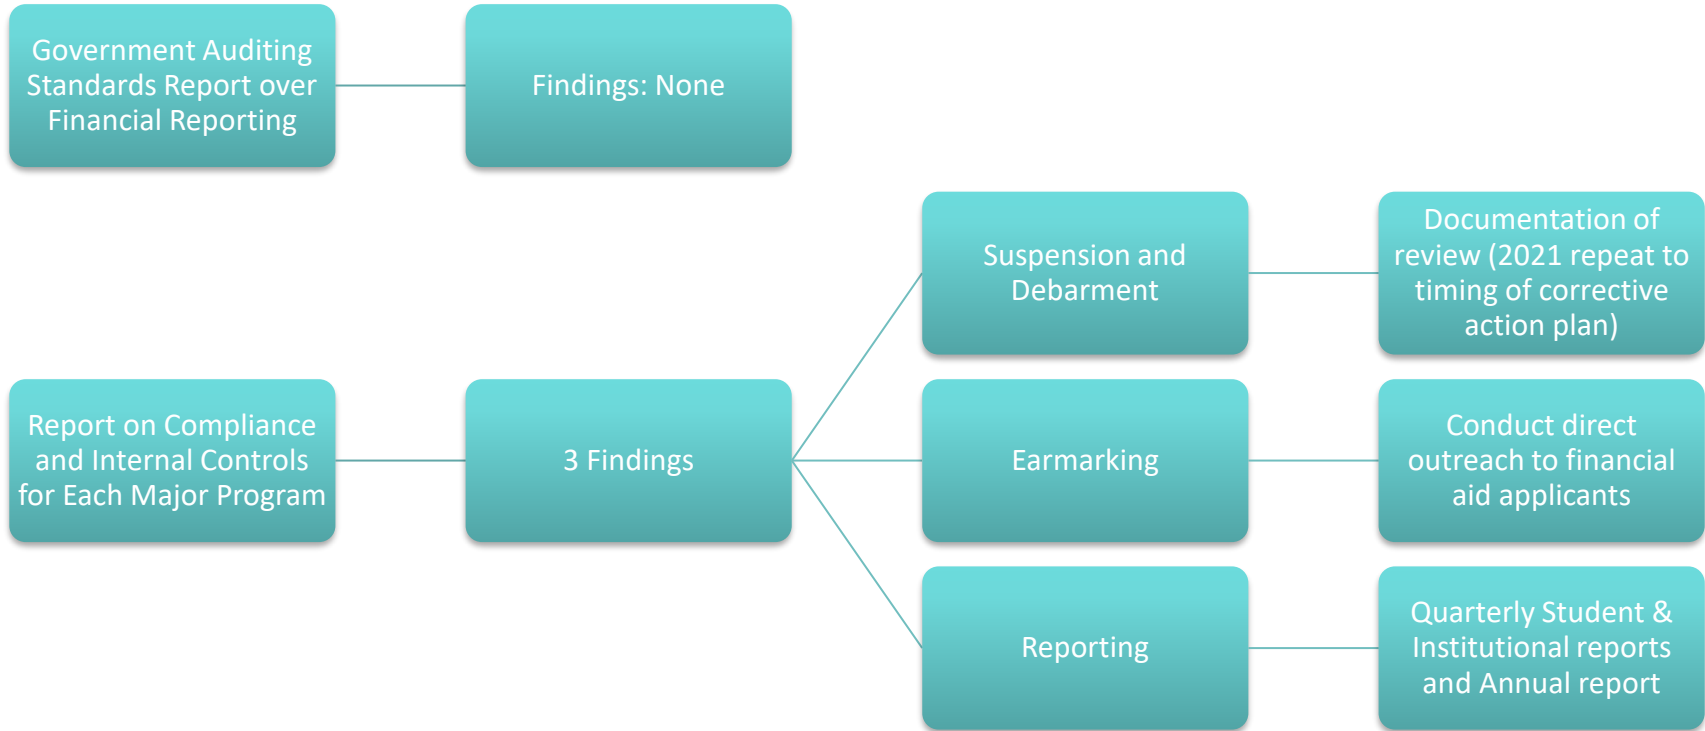 Government Auditing
Standards Report over
Financial Reporting
Findings: None
Report on Compliance
and Internal Controls
for Each Major Program
3 Findings
Suspension and
Debarment
Documentation of
review (2021 repeat to
timing of corrective
action plan)
Earmarking
Conduct direct
outreach to financial
aid applicants
Reporting
Quarterly Student &
Institutional reports
and Annual report